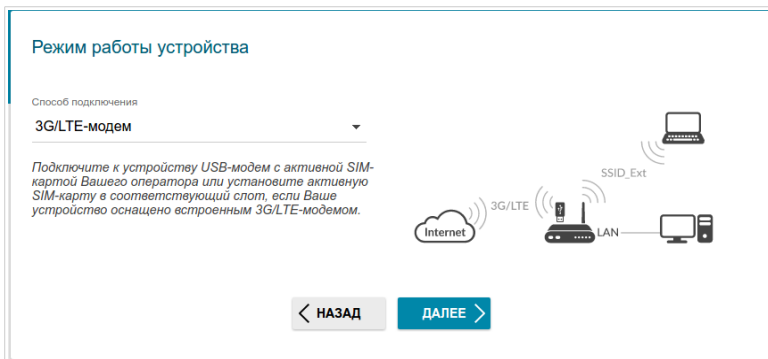 Режим работы устройства
Способ подключения
3G/LTE-модем
Подключите к устройству USB-модем с активной SIM-
картой Вашего оператора или установите активную
SIM-карту в соответствующий слот, если Ваше
устройство оснащено встроенным 3G/LTE-модемом.
SSID_Ext
3G/LTE
Internet
LAN
НАЗАД
ДАЛЕЕ